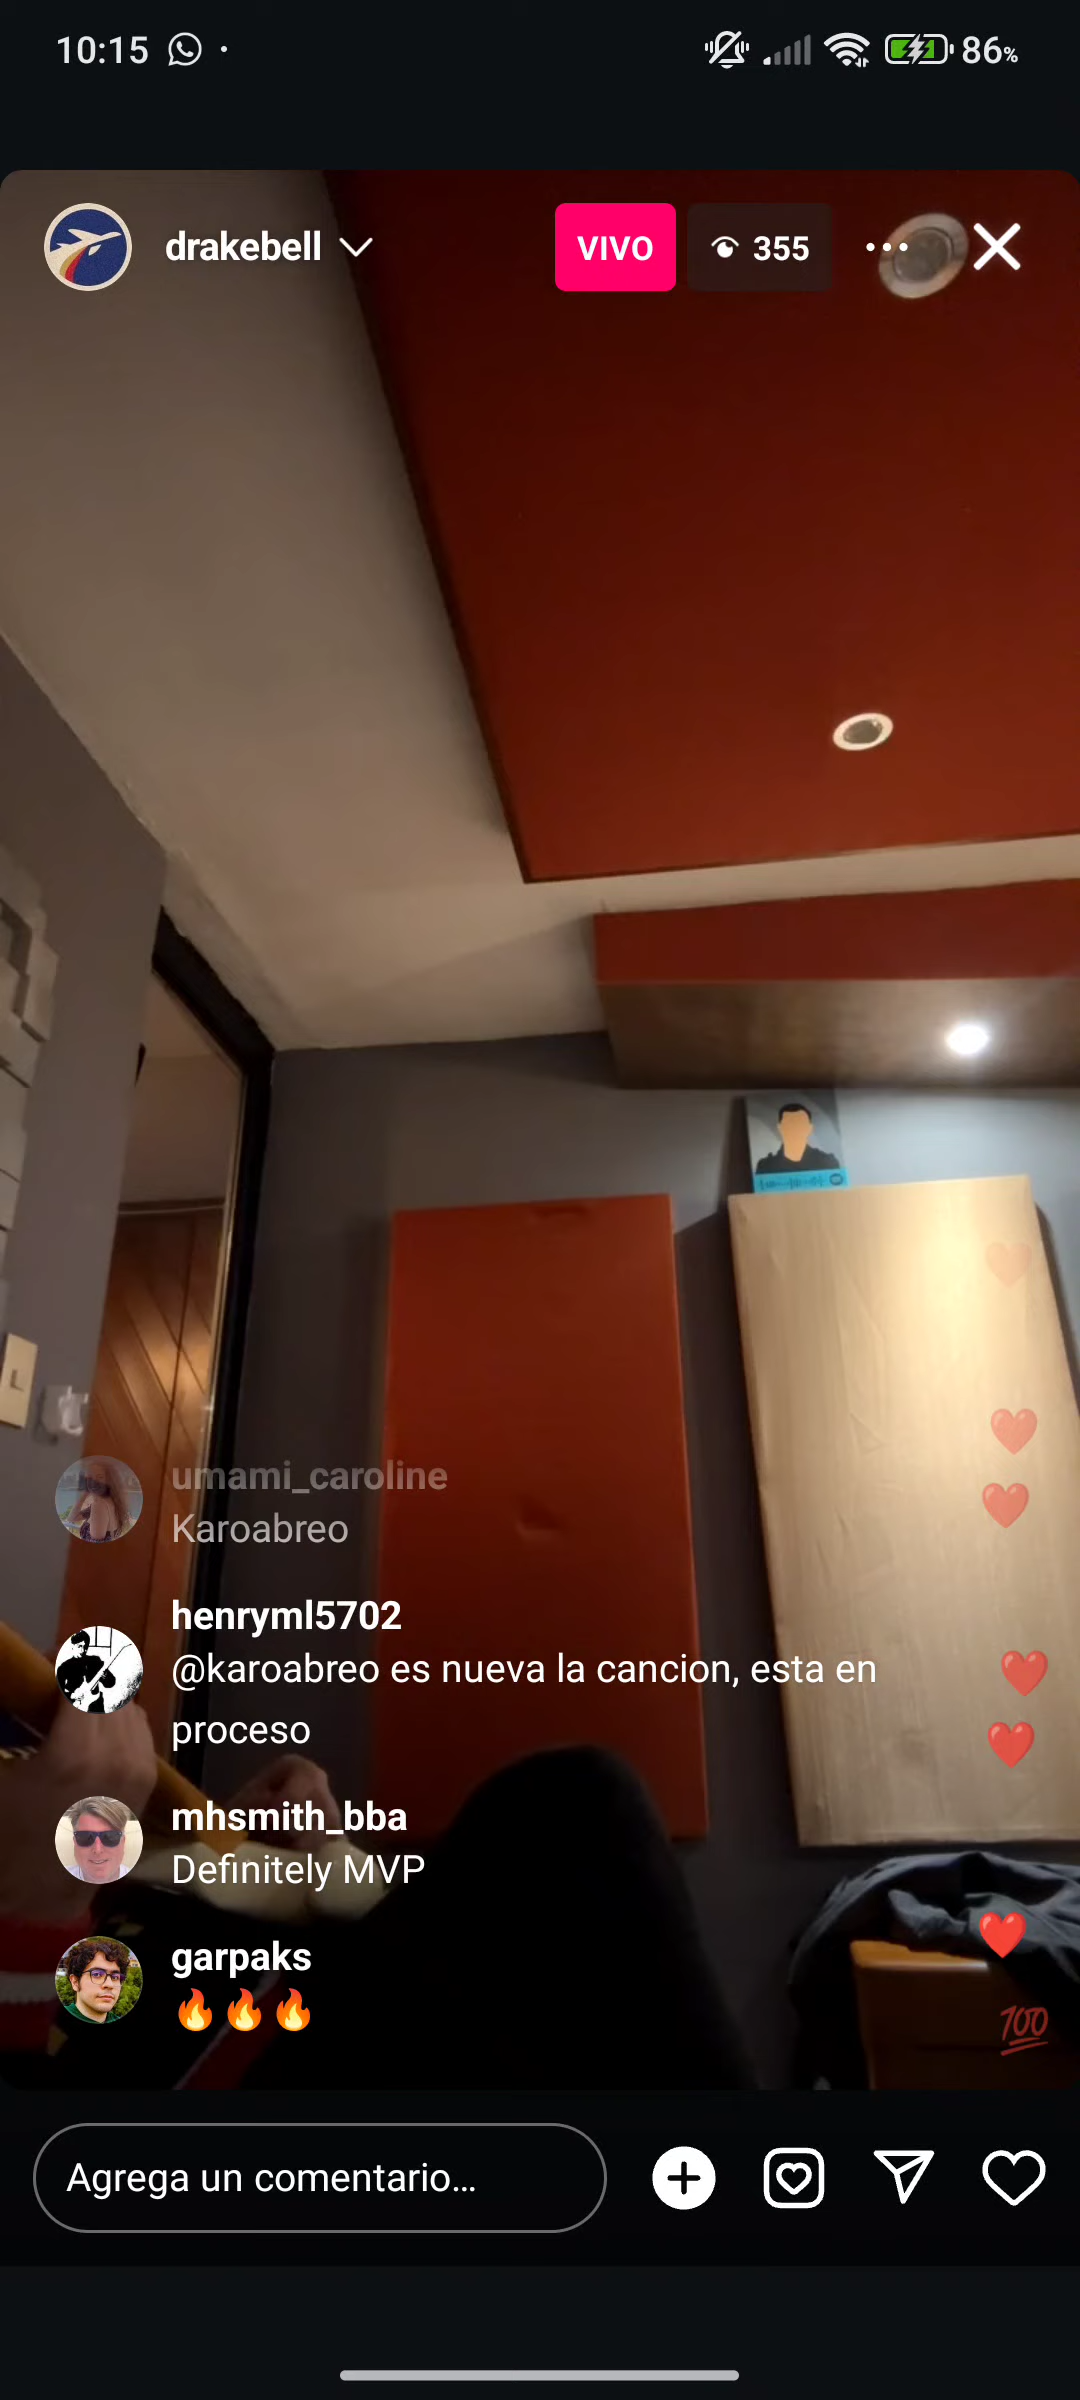 10:15
86%
drakebell
VIVO
355
umami_caroline
Karoabreo
henryml5702
@karoabreo es nueva la cancion, esta en
proceso
mhsmith_bba
Definitely MVP
garpaks
🔥🔥🔥
100
Agrega un comentario...